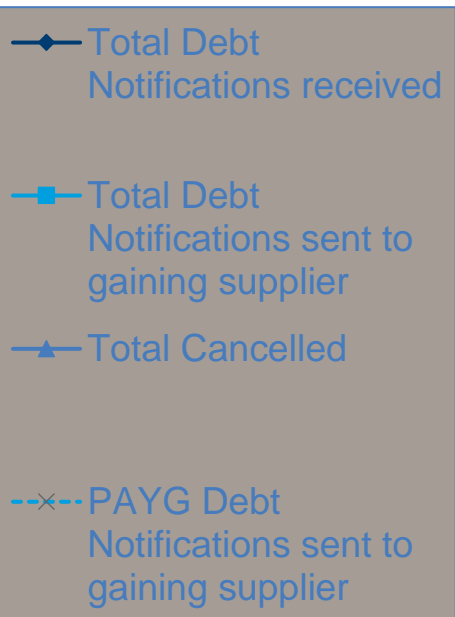 Total Debt
Notifications received
Total Debt
Notifications sent to
gaining supplier
Total Cancelled
PAYG Debt
Notifications sent to
gaining supplier